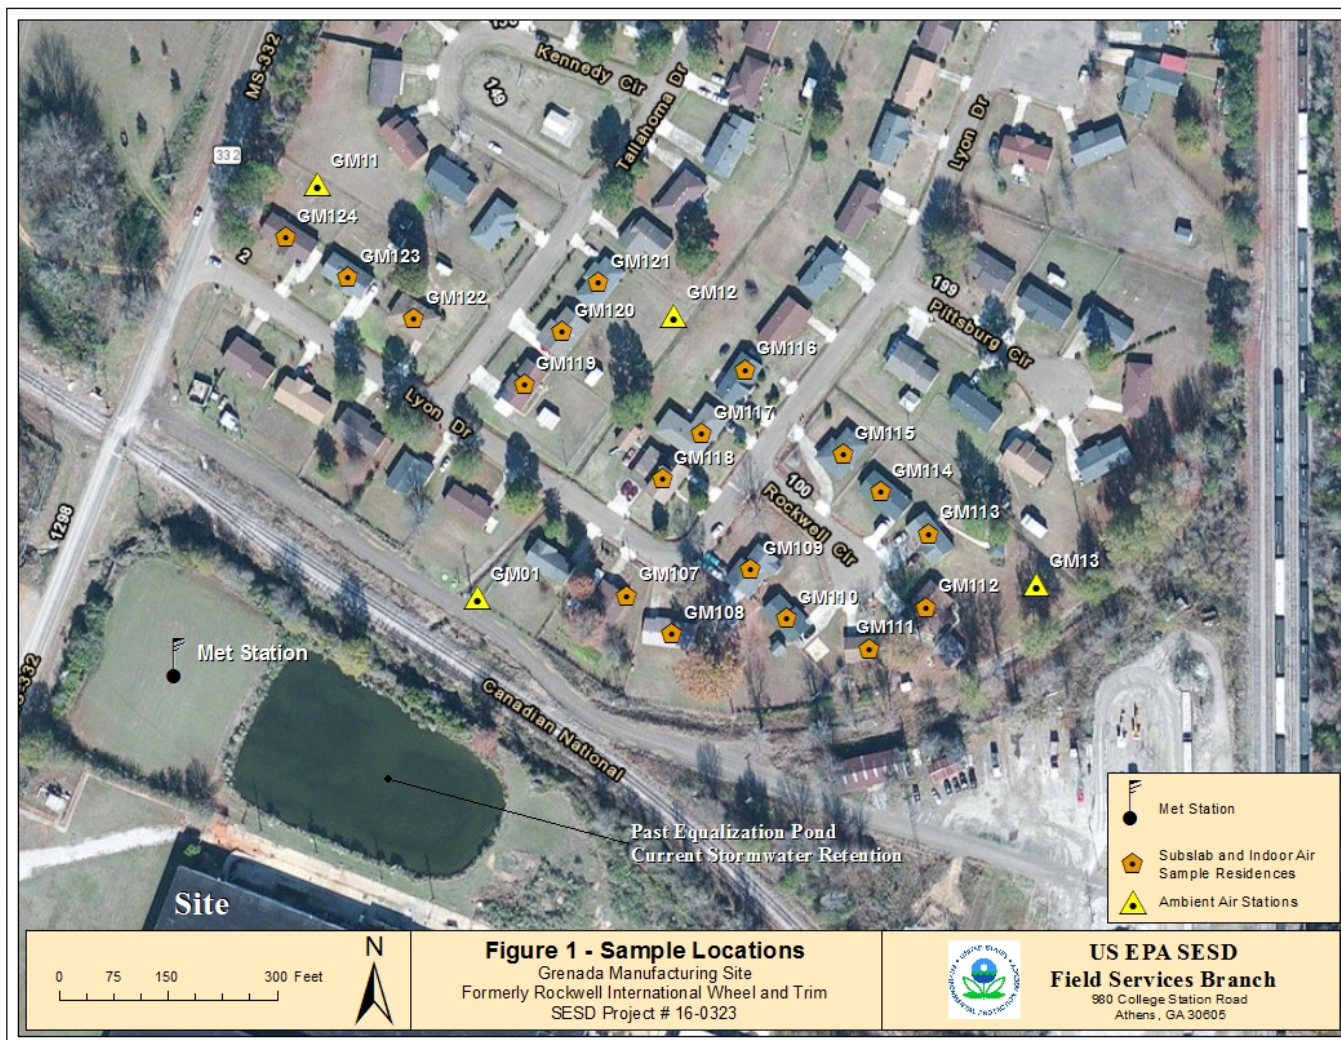 MS-332
Kennedy Cir
149
Tallahoma Dr
Lyon Dr
332
GM11
GM124
2
GM123
GM122
GM121
GM120
GM12
GM119
199
Pittsburg Cir
GM116
Lyon Dr
GM117
GM118
GM115
GM114
100
Rockwell Cir
GM113
1298
GM01
GM107
GM109
GM108
GM110
GM111
GM112
GM13
Met Station
Canadian National
Past Equalization Pond
Current Stormwater Retention
Site
Met Station
Subslab and Indoor Air
Sample Residences
Ambient Air Stations
0 75 150 300 Feet
N
Figure 1 - Sample Locations
Grenada Manufacturing Site
Formerly Rockwell International Wheel and Trim
SESD Project # 16-0323
US EPA SESD
Field Services Branch
980 College Station Road
Athens, GA 30605